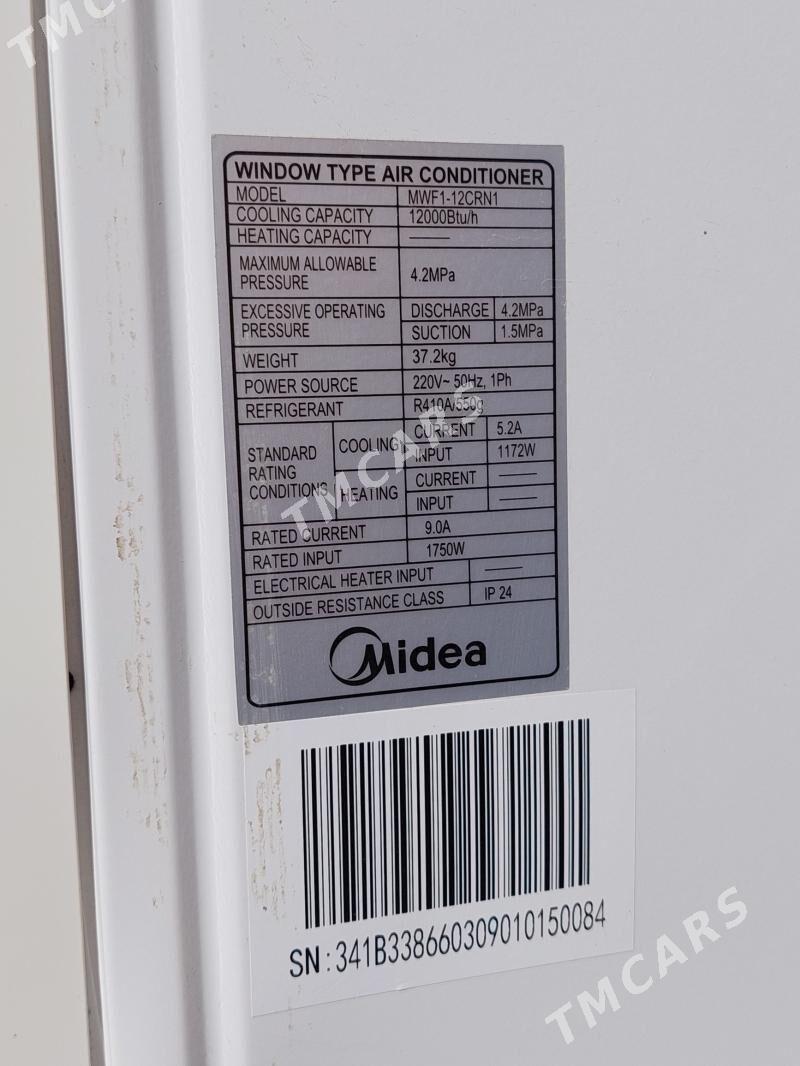 TMCARS
WINDOW TYPE AIR CONDITIONER
MODEL MWF1-12CRN1
COOLING CAPACITY 12000Btu/h
HEATING CAPACITY ——
MAXIMUM ALLOWABLE PRESSURE 4.2MPa
EXCESSIVE OPERATING PRESSURE DISCHARGE 4.2MPa
SUCTION 1.5MPa
WEIGHT 37.2kg
POWER SOURCE 220V~ 50Hz, 1Ph
REFRIGERANT R410A/550g
STANDARD RATING CONDITIONS COOLING CURRENT 5.2A
INPUT 1172W
HEATING CURRENT ——
INPUT ——
RATED CURRENT 9.0A
RATED INPUT 1750W
ELECTRICAL HEATER INPUT ——
OUTSIDE RESISTANCE CLASS IP 24
TMCARS
Midea
SN:341B338660309010150084
TMCARS